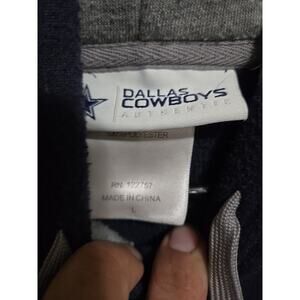 DALLAS
COWBOYS
AUTHENTIC
RN: 122757
MADE IN CHINA
L